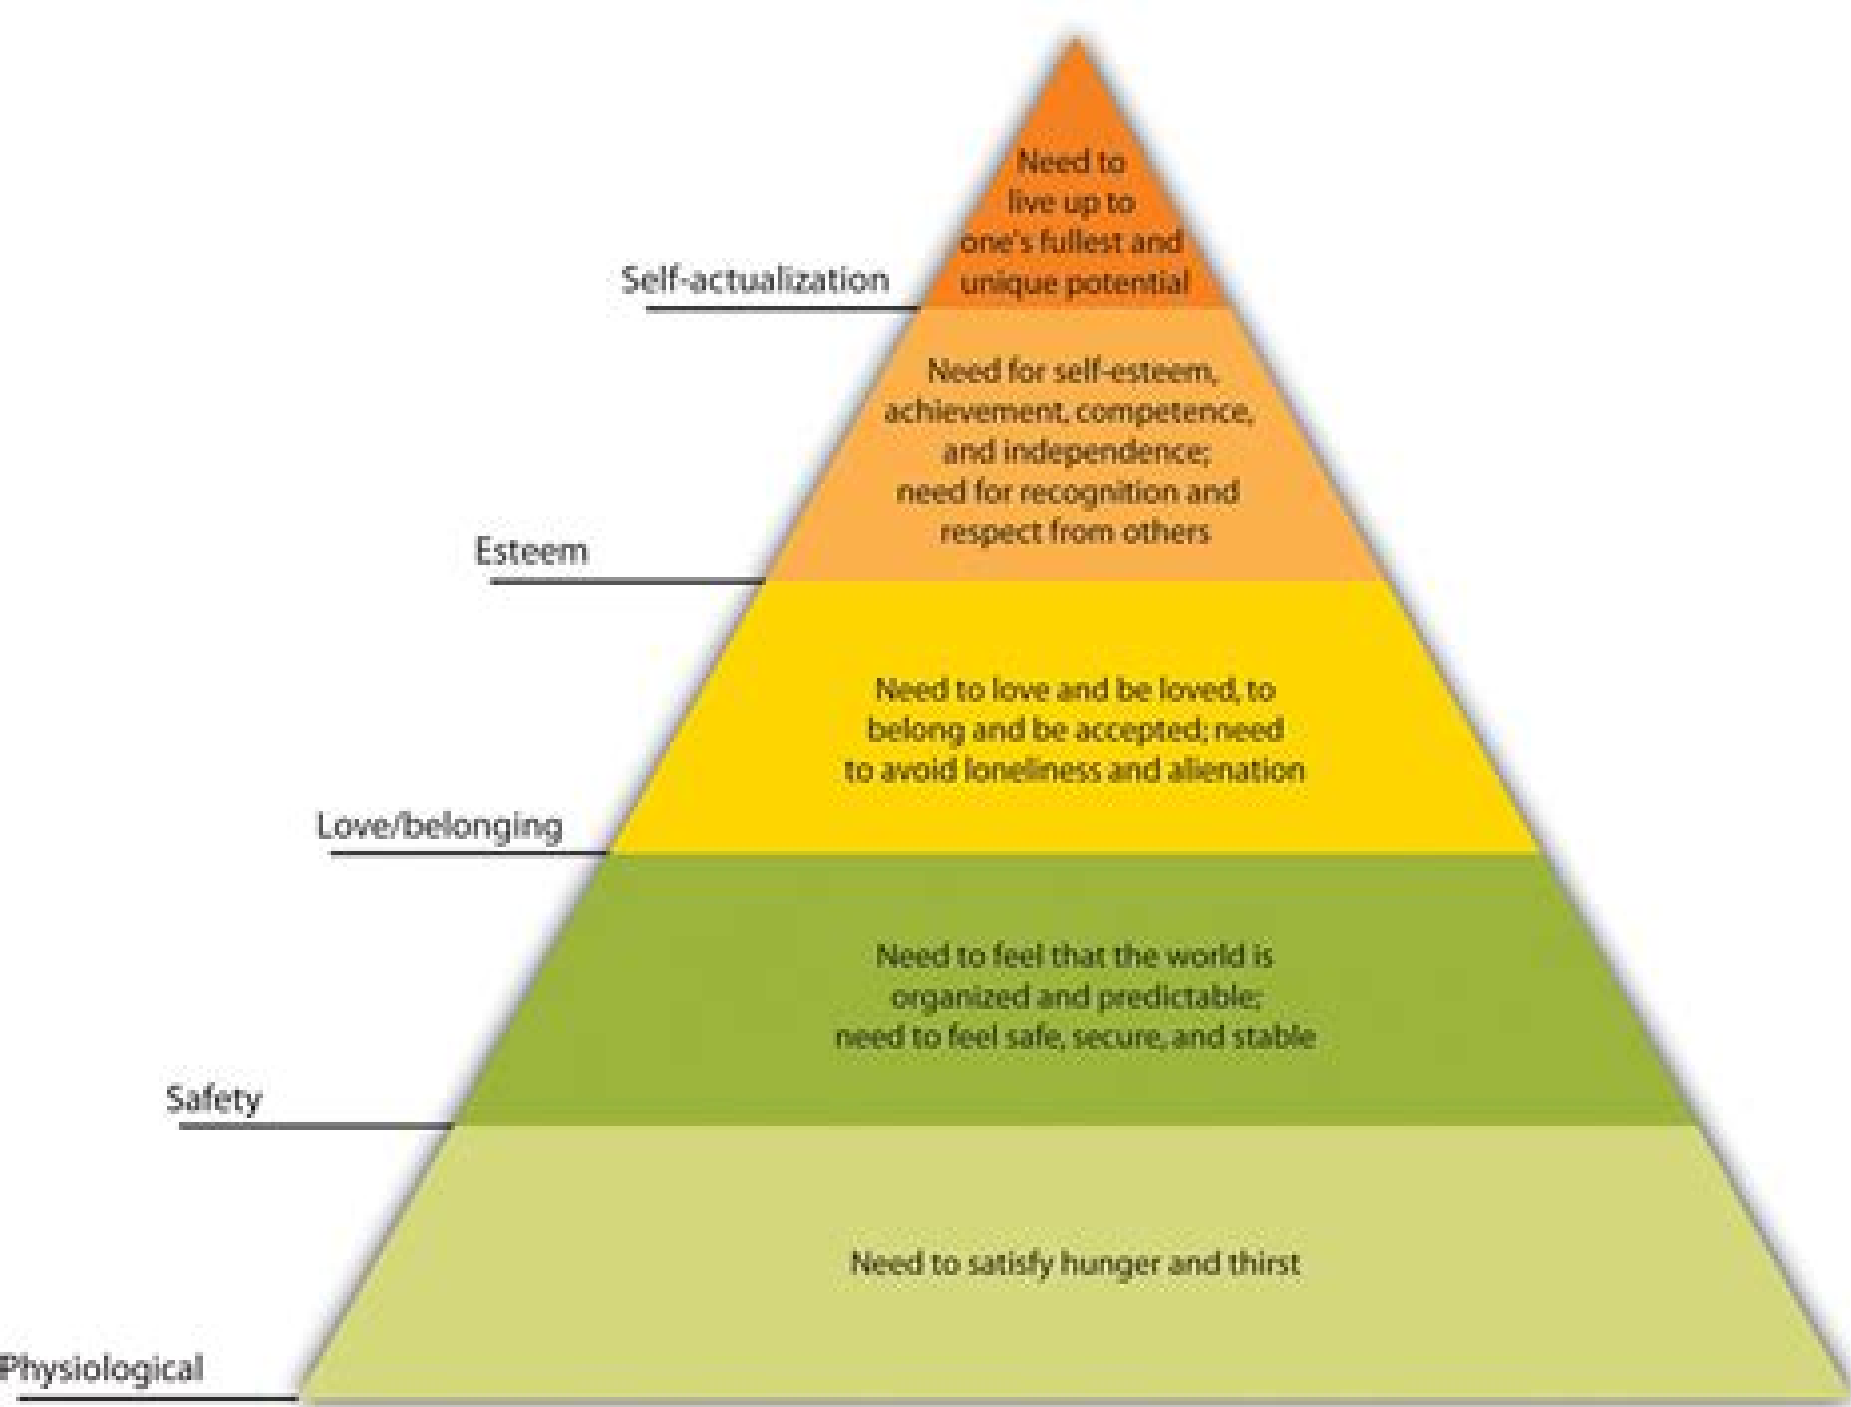 Need to
live up to
one's fullest and
unique potential
Self-actualization
Need for self-esteem,
achievement, competence,
and independence;
need for recognition and
respect from others
Esteem
Need to love and be loved, to
belong and be accepted; need
to avoid loneliness and alienation
Love/belonging
Need to feel that the world is
organized and predictable;
need to feel safe, secure, and stable
Safety
Need to satisfy hunger and thirst
Physiological